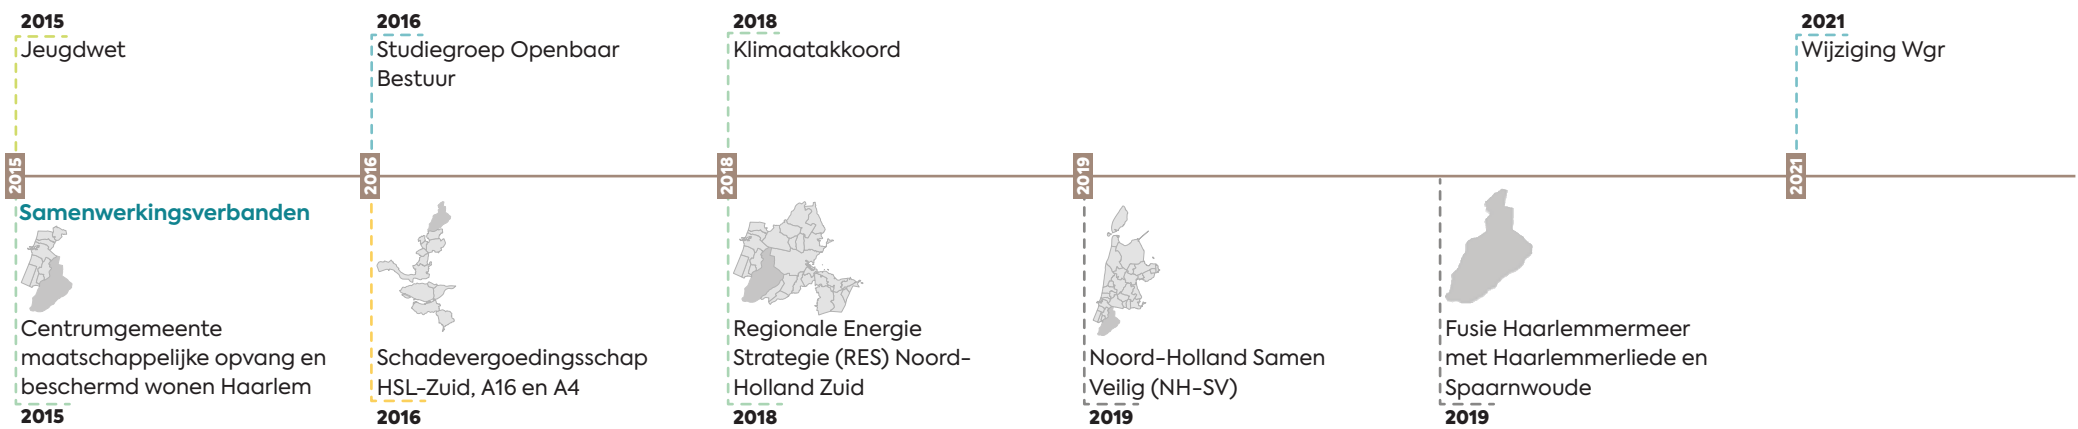 2015
Jeugdwet
2016
Studiegroep Openbaar
Bestuur
2018
Klimaatakkoord
2021
Wijziging Wgr
2015
2016
2018
2019
2021
Samenwerkingsverbanden
Centrumgemeente
maatschappelijke opvang en
beschermd wonen Haarlem
2015
Schadevergoedingsschap
HSL-Zuid, A16 en A4
2016
Regionale Energie
Strategie (RES) Noord-
Holland Zuid
2018
Noord-Holland Samen
Veilig (NH-SV)
2019
Fusie Haarlemmermeer
met Haarlemmerliede en
Spaarnwoude
2019